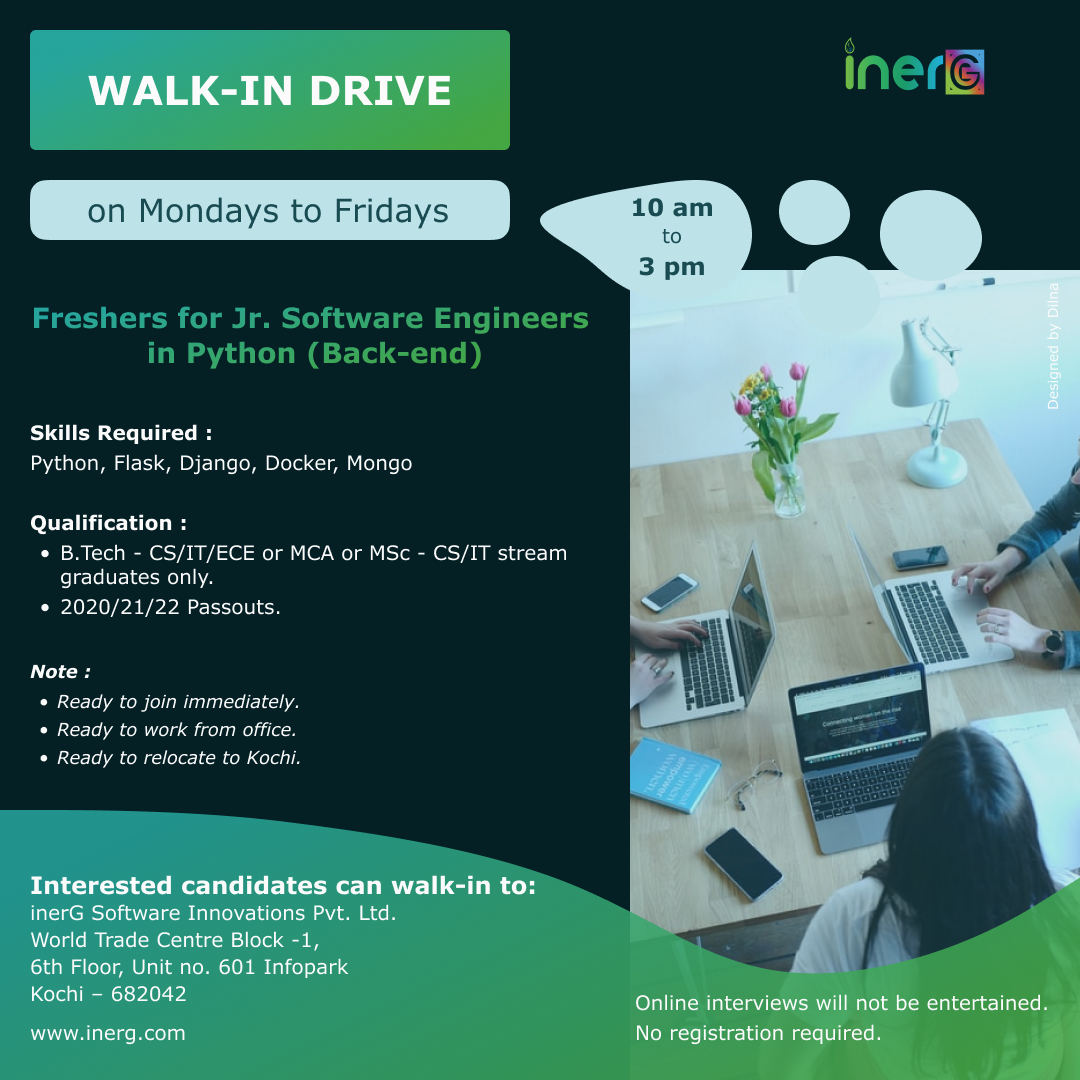 WALK-IN DRIVE
inerG
on Mondays to Fridays
10 am
to
3 pm
Designed by Dilna
Freshers for Jr. Software Engineers
in Python (Back-end)
Skills Required :
Python, Flask, Django, Docker, Mongo
Qualification :
• B.Tech - CS/IT/ECE or MCA or MSc - CS/IT stream
graduates only.
• 2020/21/22 Passouts.
Note :
• Ready to join immediately.
• Ready to work from office.
• Ready to relocate to Kochi.
Connecting women on the rise
Interested candidates can walk-in to:
inerG Software Innovations Pvt. Ltd.
World Trade Centre Block -1,
6th Floor, Unit no. 601 Infopark
Kochi – 682042
www.inerg.com
Online interviews will not be entertained.
No registration required.